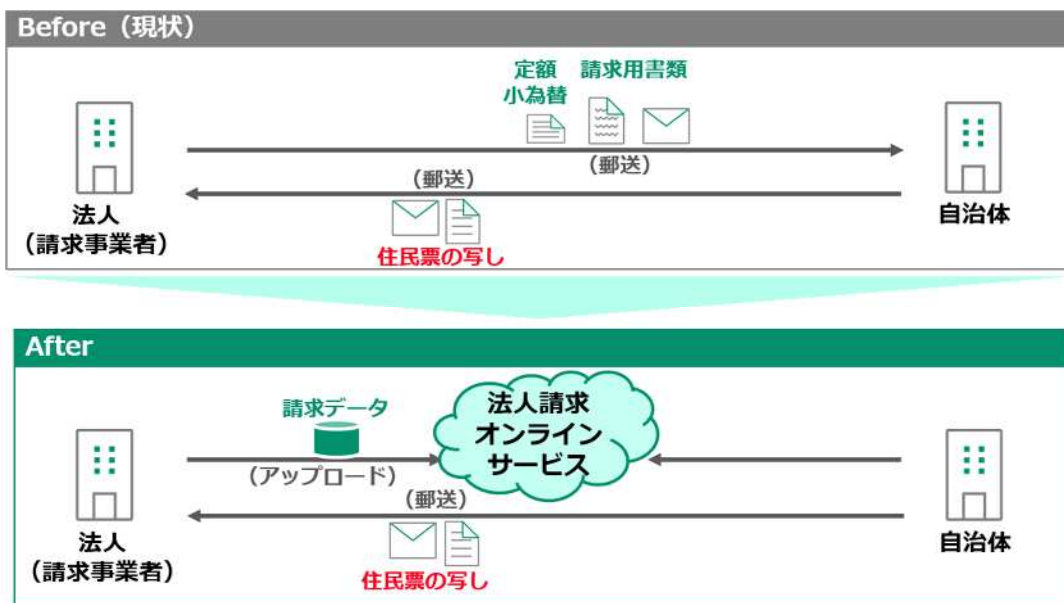 Before（現状）
定額
小為替
請求用書類
（郵送）
（郵送）
住民票の写し
法人
（請求事業者）
自治体
After
請求データ
（アップロード）
法人請求
オンライン
サービス
（郵送）
住民票の写し
法人
（請求事業者）
自治体